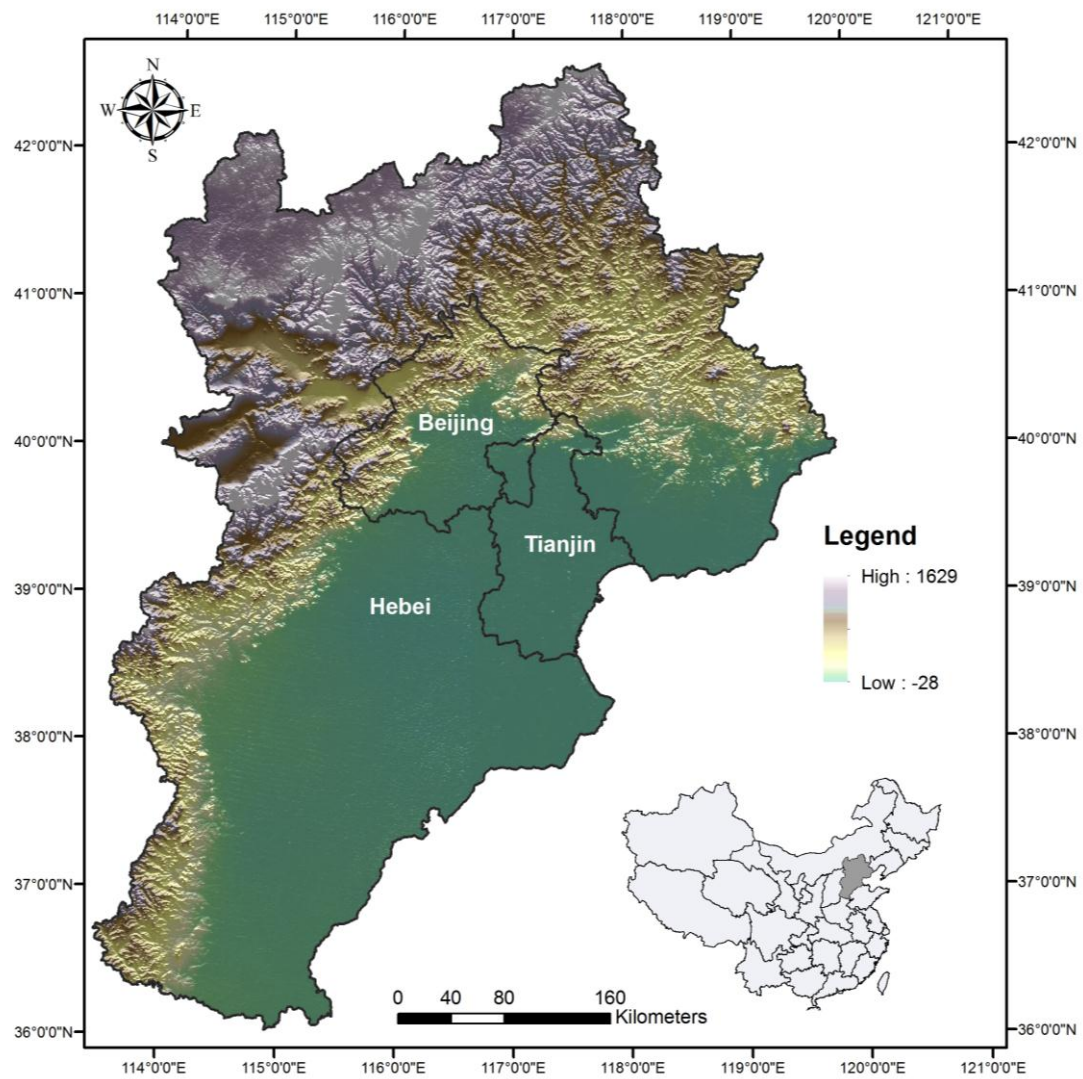 114°0'0"E 115°0'0"E 116°0'0"E 117°0'0"E 118°0'0"E 119°0'0"E 120°0'0"E 121°0'0"E
N
W E
S
42°0'0"N 42°0'0"N
41°0'0"N 41°0'0"N
Beijing
40°0'0"N 40°0'0"N
Tianjin
Legend
High : 1629
39°0'0"N 39°0'0"N
Hebei
Low : -28
38°0'0"N 38°0'0"N
37°0'0"N 37°0'0"N
0 40 80 160
Kilometers
36°0'0"N 36°0'0"N
114°0'0"E 115°0'0"E 116°0'0"E 117°0'0"E 118°0'0"E 119°0'0"E 120°0'0"E 121°0'0"E